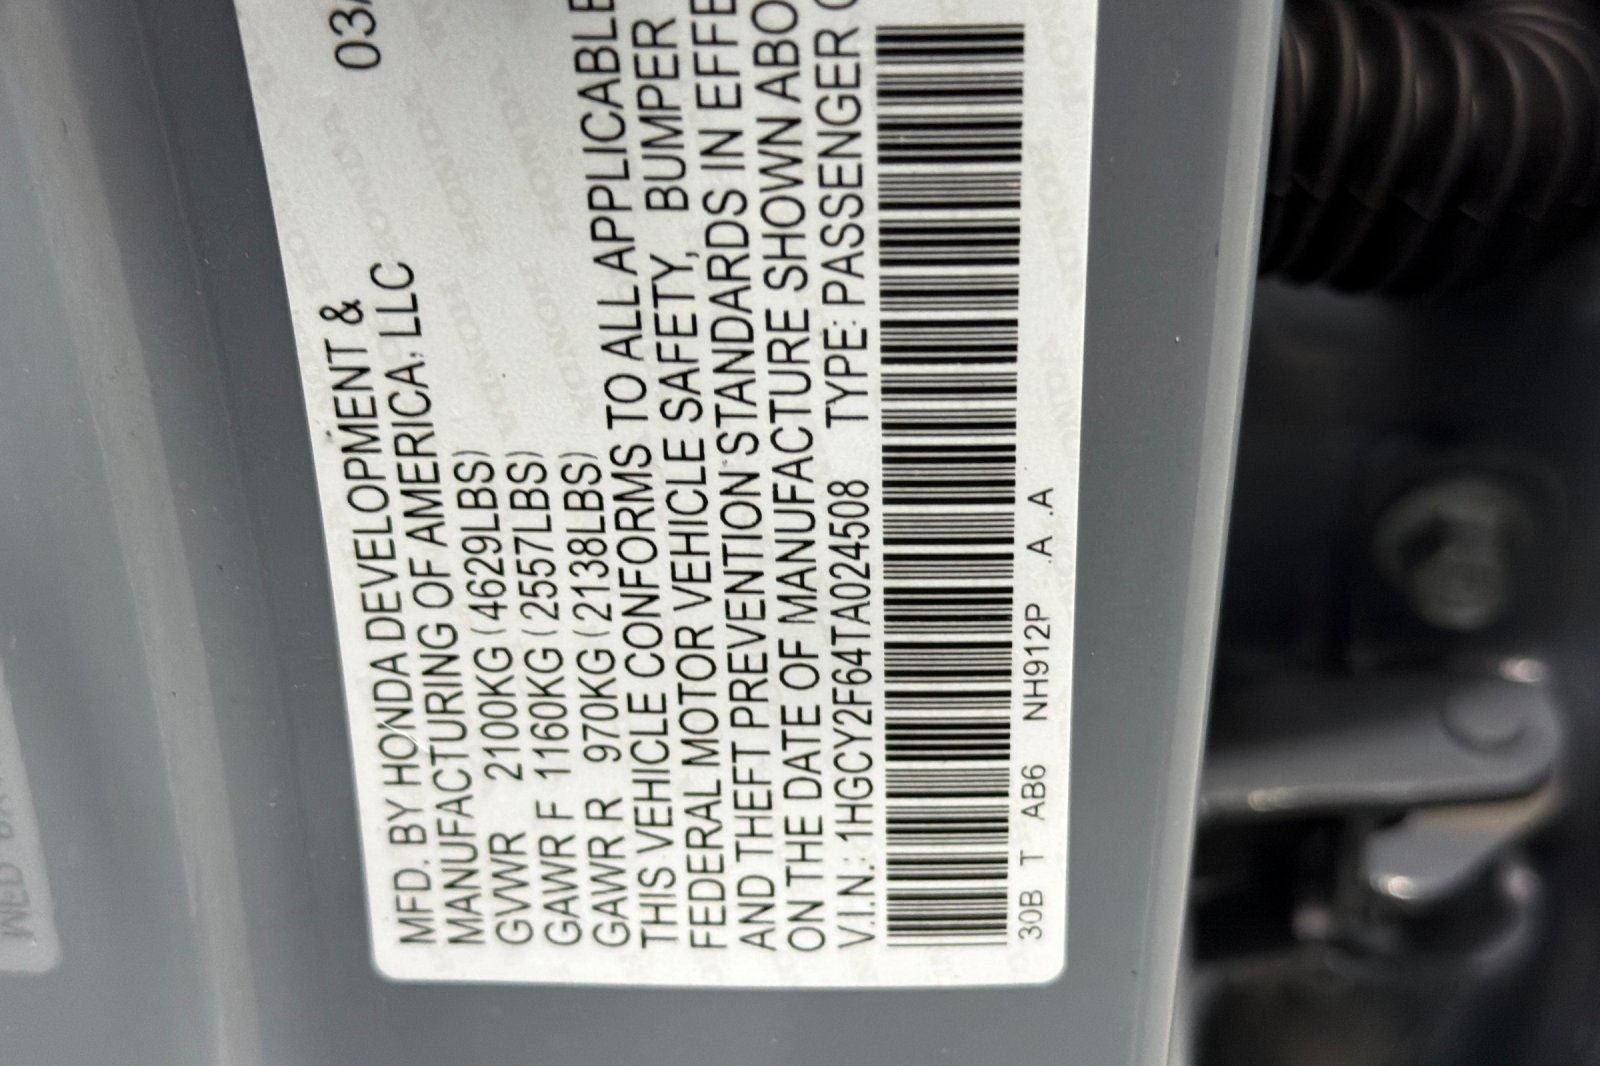 03/
MFD. BY HONDA DEVELOPMENT &
MANUFACTURING OF AMERICA, LLC
GVWR 2100KG (4629LBS)
GAWR F 1160KG (2557LBS)
GAWR R 970KG (2138LBS)
THIS VEHICLE CONFORMS TO ALL APPLICABLE
FEDERAL MOTOR VEHICLE SAFETY, BUMPER
AND THEFT PREVENTION STANDARDS IN EFFE
ON THE DATE OF MANUFACTURE SHOWN ABO
V.I.N.: 1HGCY2F64TA024508 TYPE: PASSENGER C
30B T AB6 NH912P .A .A